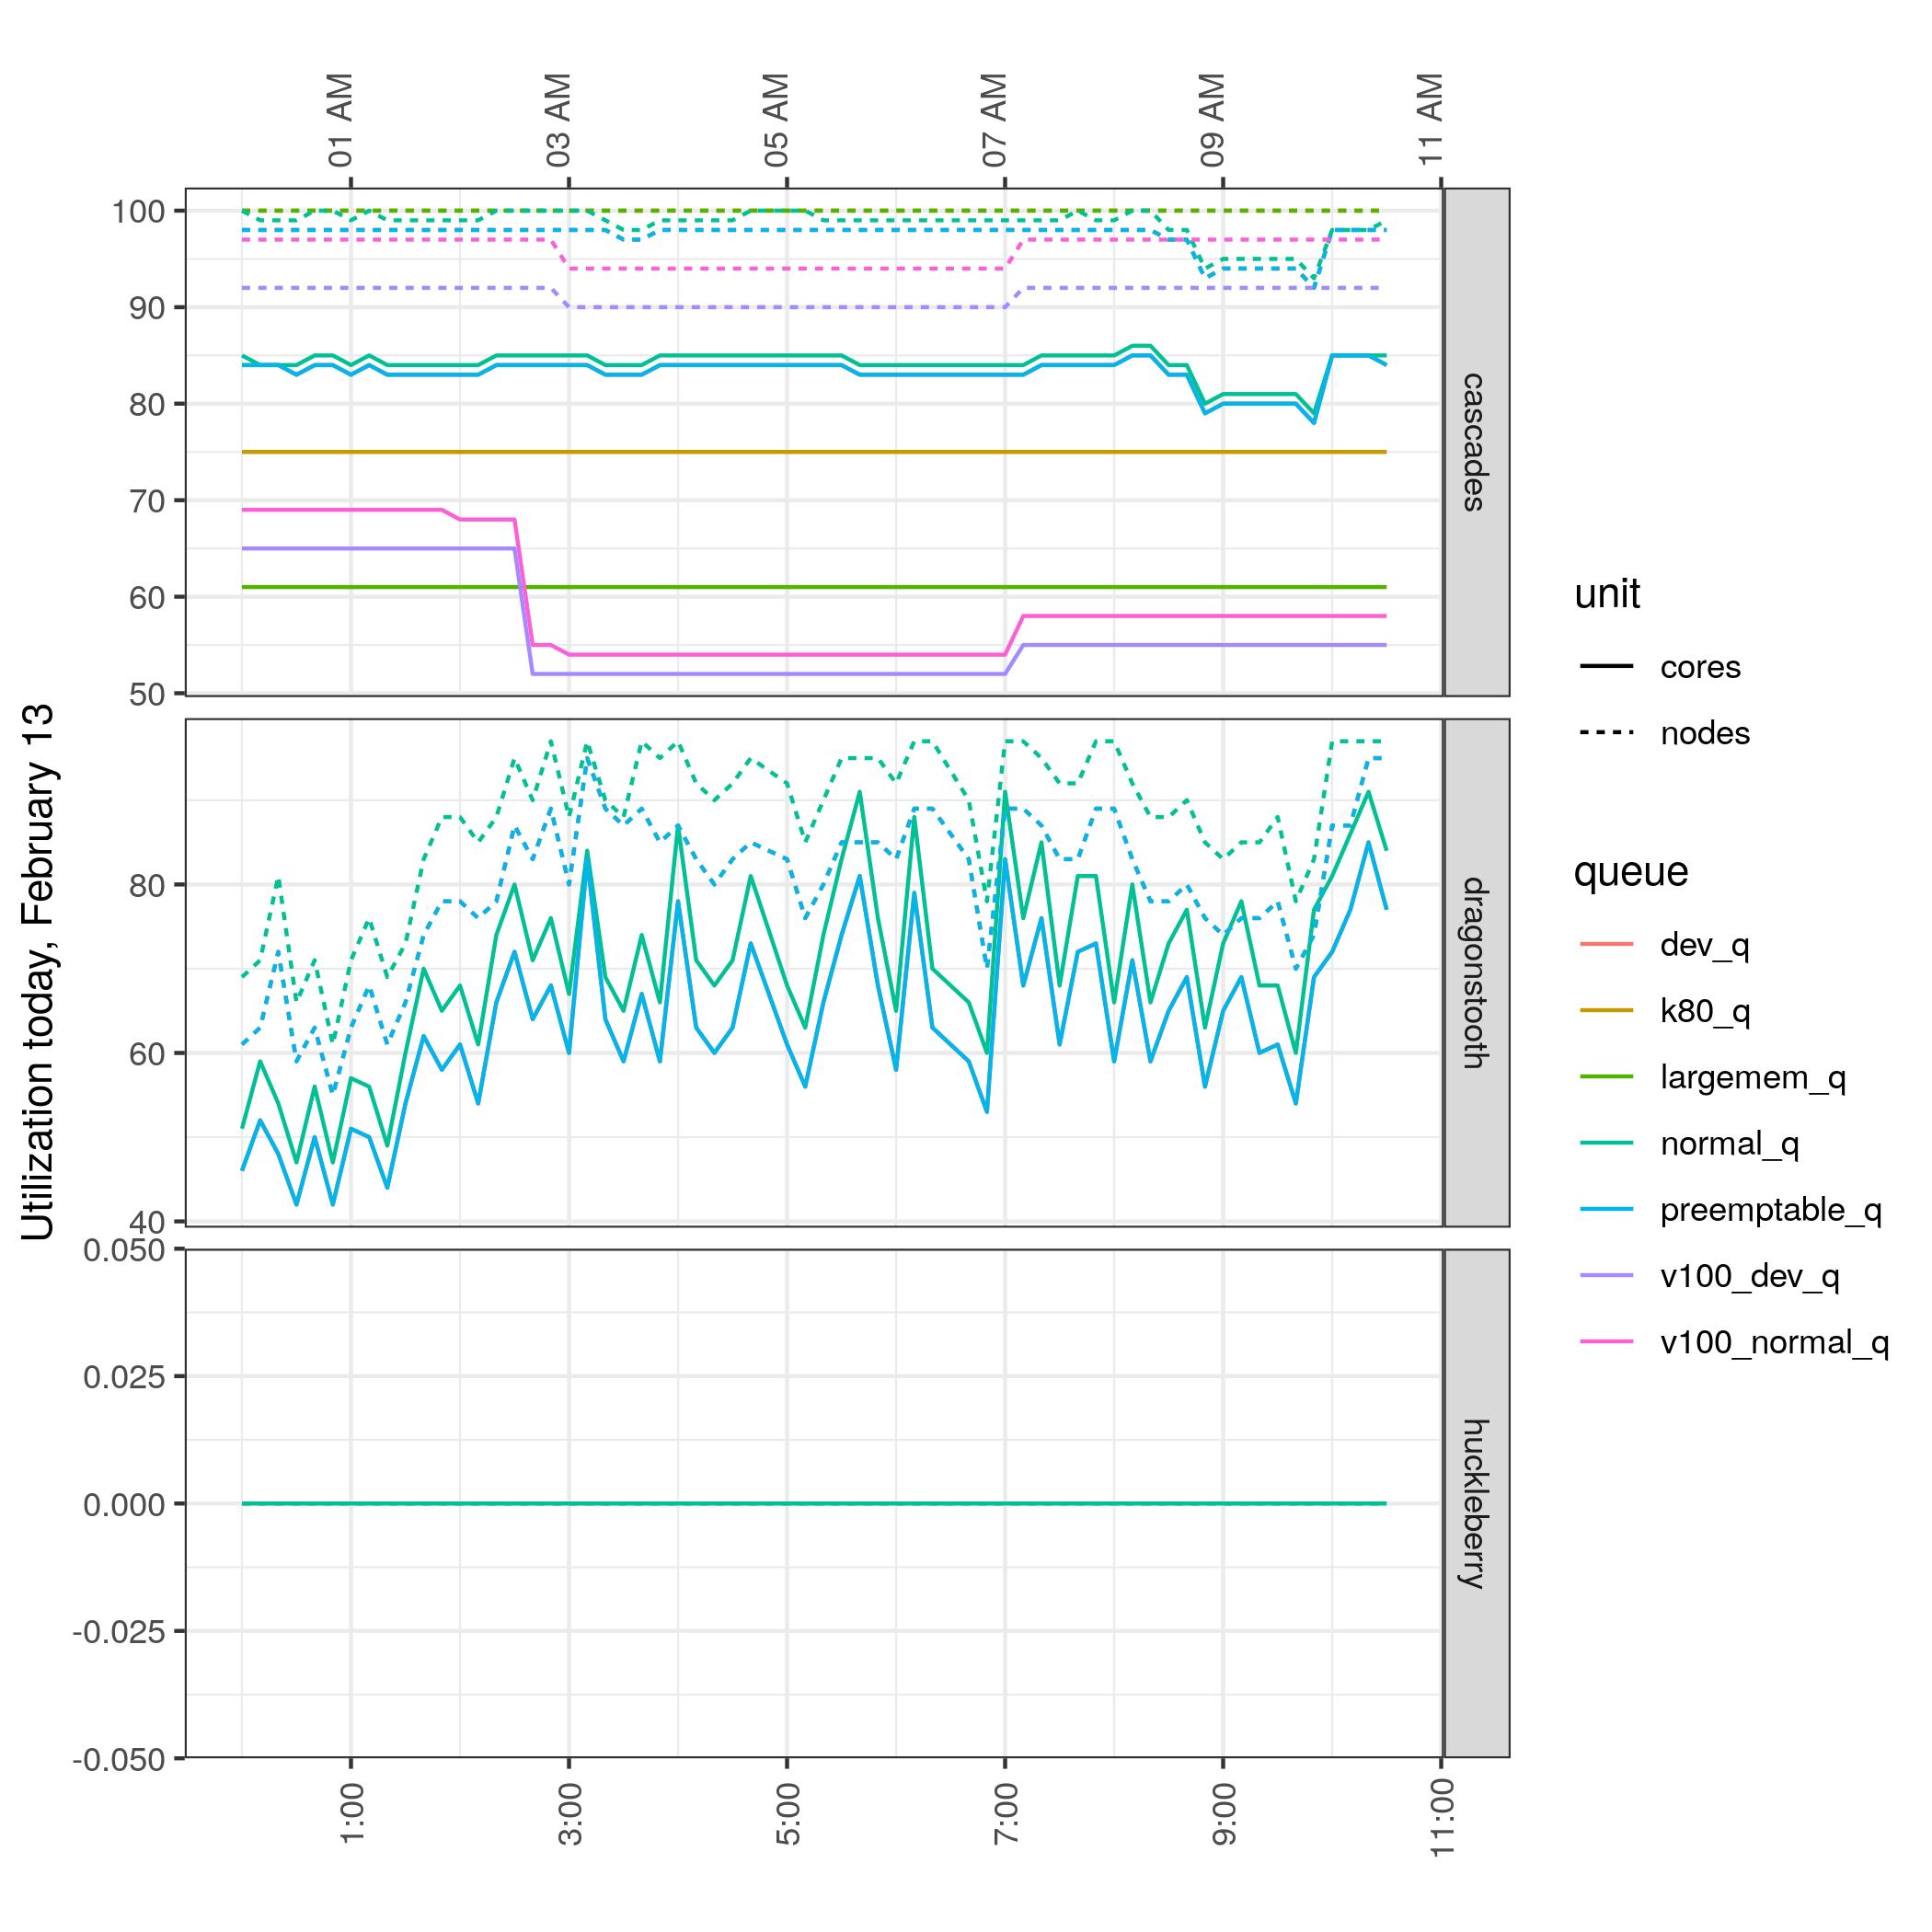 01 AM
03 AM
05 AM
07 AM
09 AM
11 AM
Utilization today, February 13
100
90
80
70
60
50
cascades
80
60
40
dragonstooth
0.050
0.025
0.000
-0.025
-0.050
huckleberry
1:00
3:00
5:00
7:00
9:00
11:00
unit
cores
nodes
queue
dev_q
k80_q
largemem_q
normal_q
preemptable_q
v100_dev_q
v100_normal_q